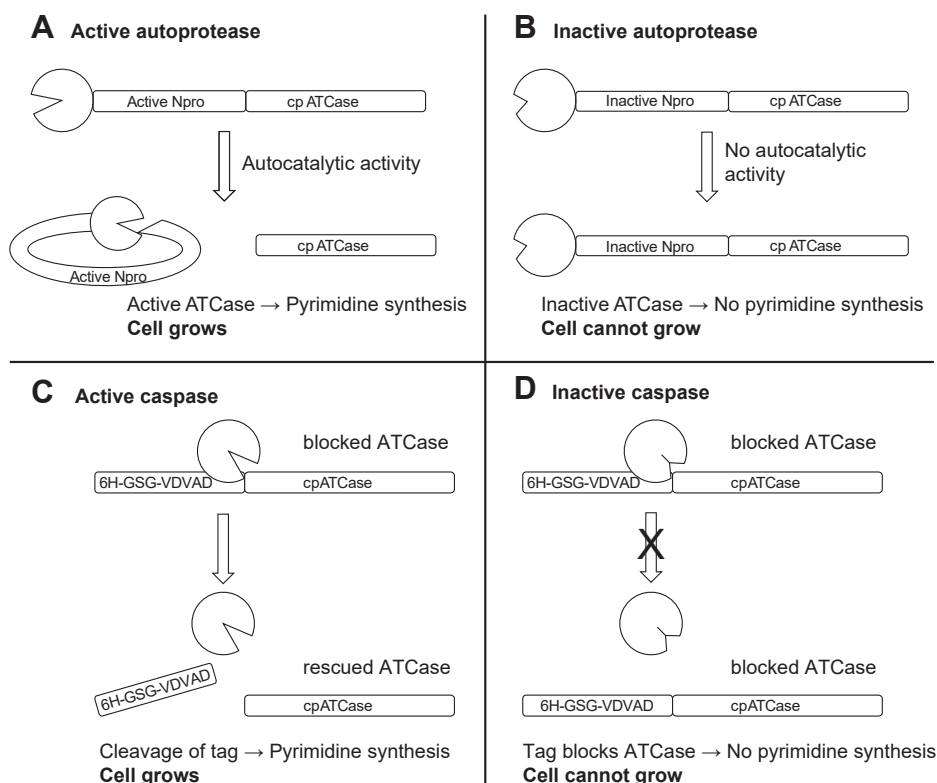 A Active autoprotease
Active Npro
cp ATCase
Autocatalytic activity
Active Npro
cp ATCase
Active ATCase → Pyrimidine synthesis
Cell grows
B Inactive autoprotease
Inactive Npro
cp ATCase
No autocatalytic
activity
Inactive Npro
cp ATCase
Inactive ATCase → No pyrimidine synthesis
Cell cannot grow
C Active caspase
blocked ATCase
6H-GSG-VDVAD
cpATCase
rescued ATCase
6H-GSG-VDVAD
cpATCase
Cleavage of tag → Pyrimidine synthesis
Cell grows
D Inactive caspase
blocked ATCase
6H-GSG-VDVAD
cpATCase
X
blocked ATCase
6H-GSG-VDVAD
cpATCase
Tag blocks ATCase → No pyrimidine synthesis
Cell cannot grow